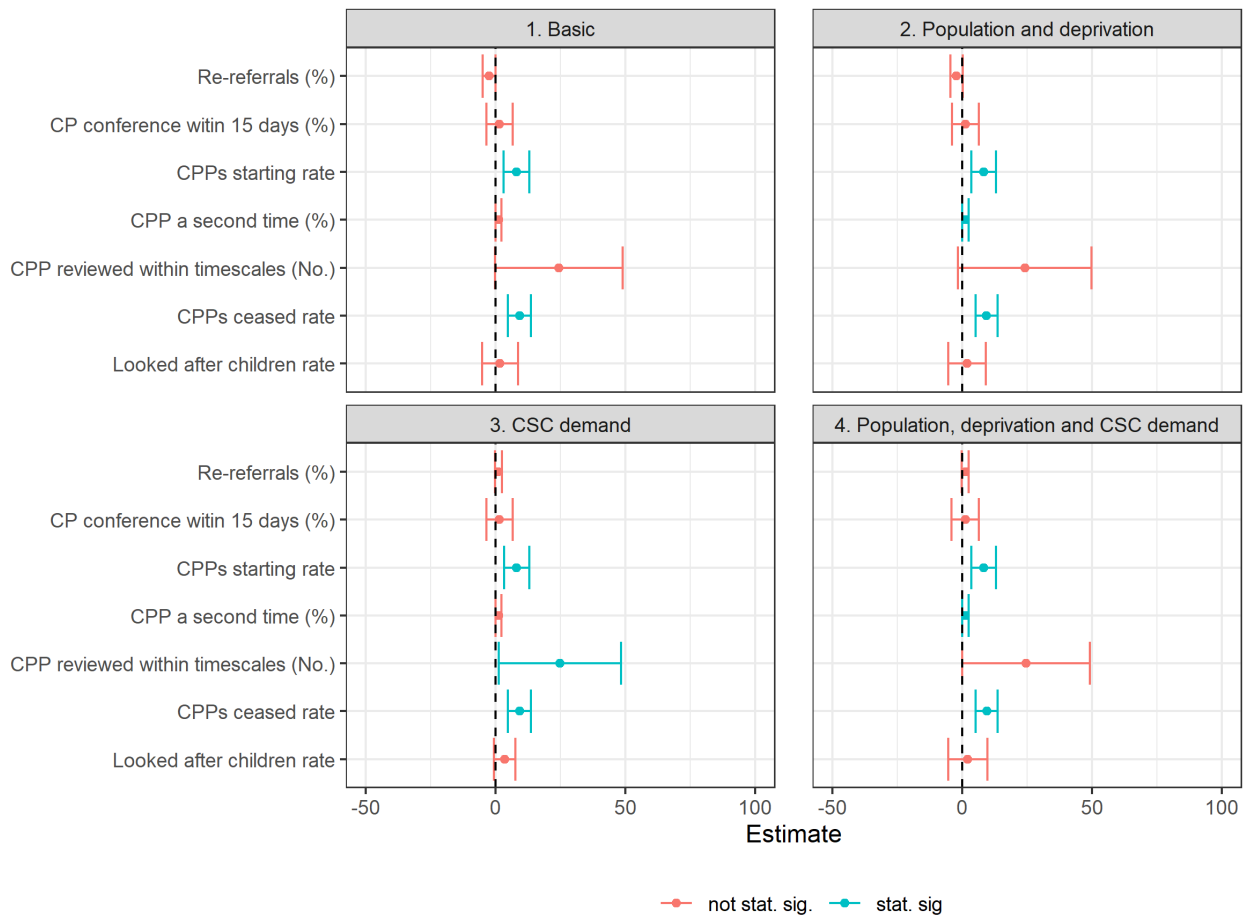 1. Basic
2. Population and deprivation
Re-referrals (%)
CP conference witin 15 days (%)
CPPs starting rate
CPP a second time (%)
CPP reviewed within timescales (No.)
CPPs ceased rate
Looked after children rate
3. CSC demand
4. Population, deprivation and CSC demand
Re-referrals (%)
CP conference witin 15 days (%)
CPPs starting rate
CPP a second time (%)
CPP reviewed within timescales (No.)
CPPs ceased rate
Looked after children rate
-50 0 50 100 -50 0 50 100
Estimate
not stat. sig. stat. sig